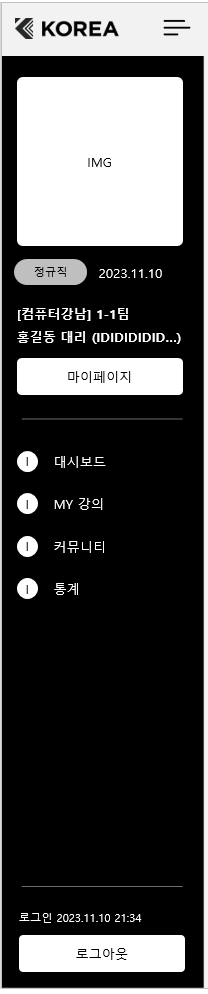 KOREA
IMG
정규직 2023.11.10
[컴퓨터강남] 1-1팀
홍길동 대리 (IDIDIDIDID...)
마이페이지
I 대시보드
I MY 강의
I 커뮤니티
I 통계
로그인 2023.11.10 21:34
로그아웃